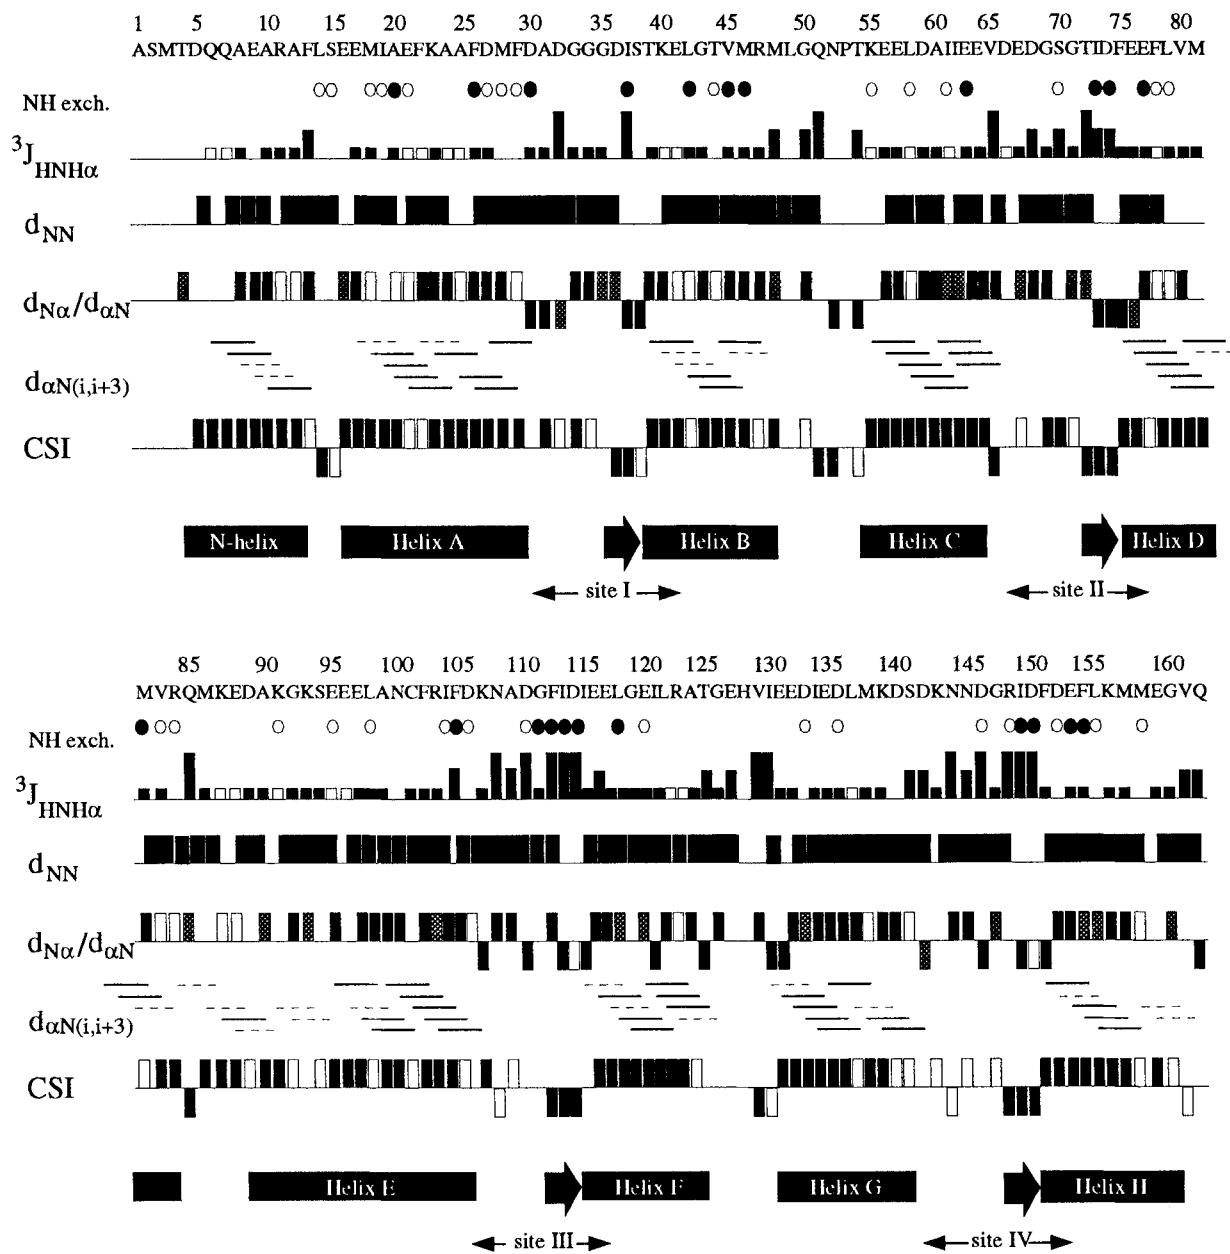 1 5 10 15 20 25 30 35 40 45 50 55 60 65 70 75 80
ASMTDQQAEARAFLSEEMIAEFKAAFDMFDADGGGDISTKELGTVMRMLGQNPTKEELDAIIEEVDEDGSGTIDFEEFLVM
NH exch.
3JHNHα
dNN
dNα/dαN
dαN(i,i+3)
CSI
N-helix Helix A Helix B Helix C Helix D
site I site II
85 90 95 100 105 110 115 120 125 130 135 140 145 150 155 160
MVRQMKEDAKGKSEEELANCFRIFDKNADGFIDIEELGEILRATGEHVIEEDIEDLMKDSDKNNDGRIDFDEFLKMMEGVQ
NH exch.
3JHNHα
dNN
dNα/dαN
dαN(i,i+3)
CSI
Helix E Helix F Helix G Helix H
site III site IV